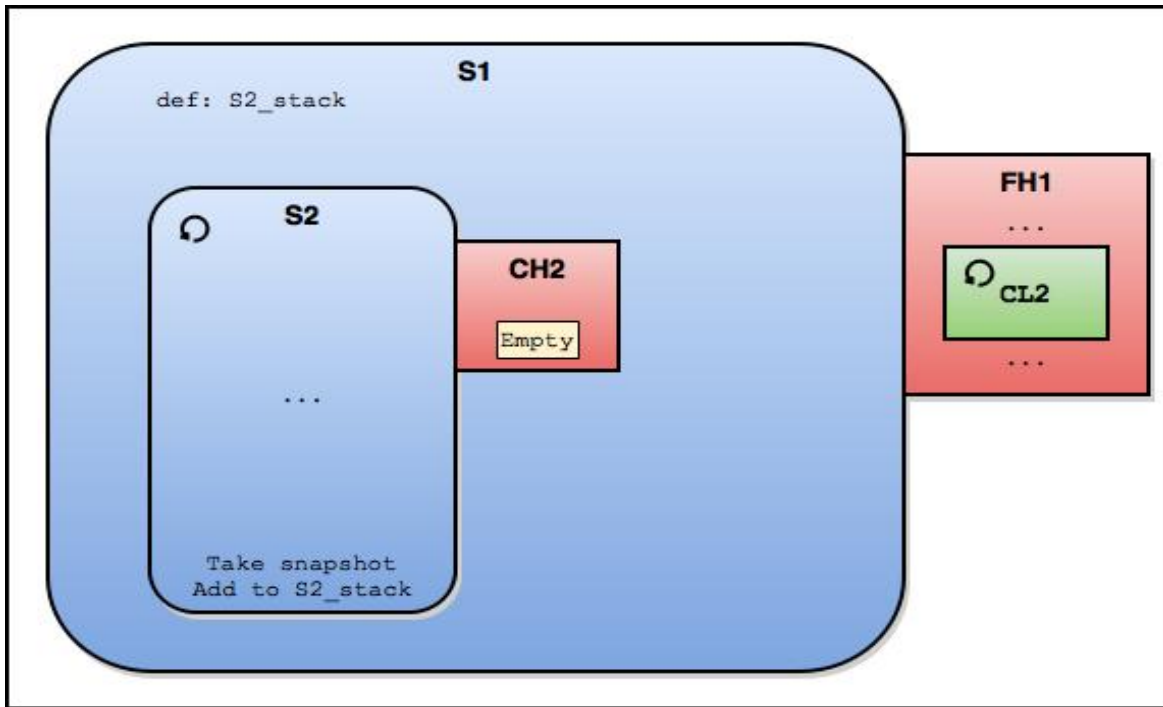 S1
def: S2_stack
S2
...
Take snapshot
Add to S2_stack
CH2
Empty
FH1
...
CL2
...